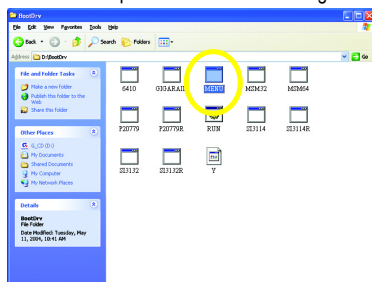 BootDrv
File Edit View Favorites Tools Help
Back Search Folders
Address D:\BootDrv Go
File and Folder Tasks
Make a new folder
Publish this folder to the Web
Share this folder
Other Places
G_CD (D:)
My Documents
Shared Documents
My Computer
My Network Places
Details
BootDrv
File Folder
Date Modified: Tuesday, May 11, 2004, 10:41 AM
6410 GIGARAID MENU MSM32 MSM64
P20779 P20779R RUN SI3114 SI3114R
SI3132 SI3132R Y